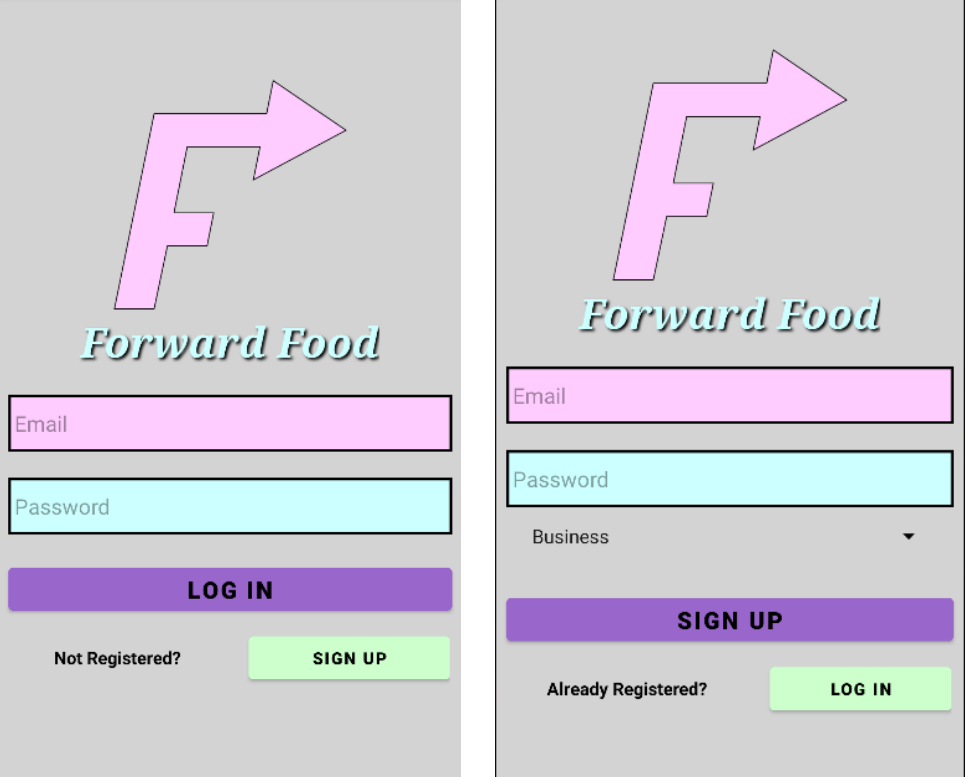 Forward Food
Email
Password
LOG IN
Not Registered?
SIGN UP
Forward Food
Email
Password
Business
SIGN UP
Already Registered?
LOG IN